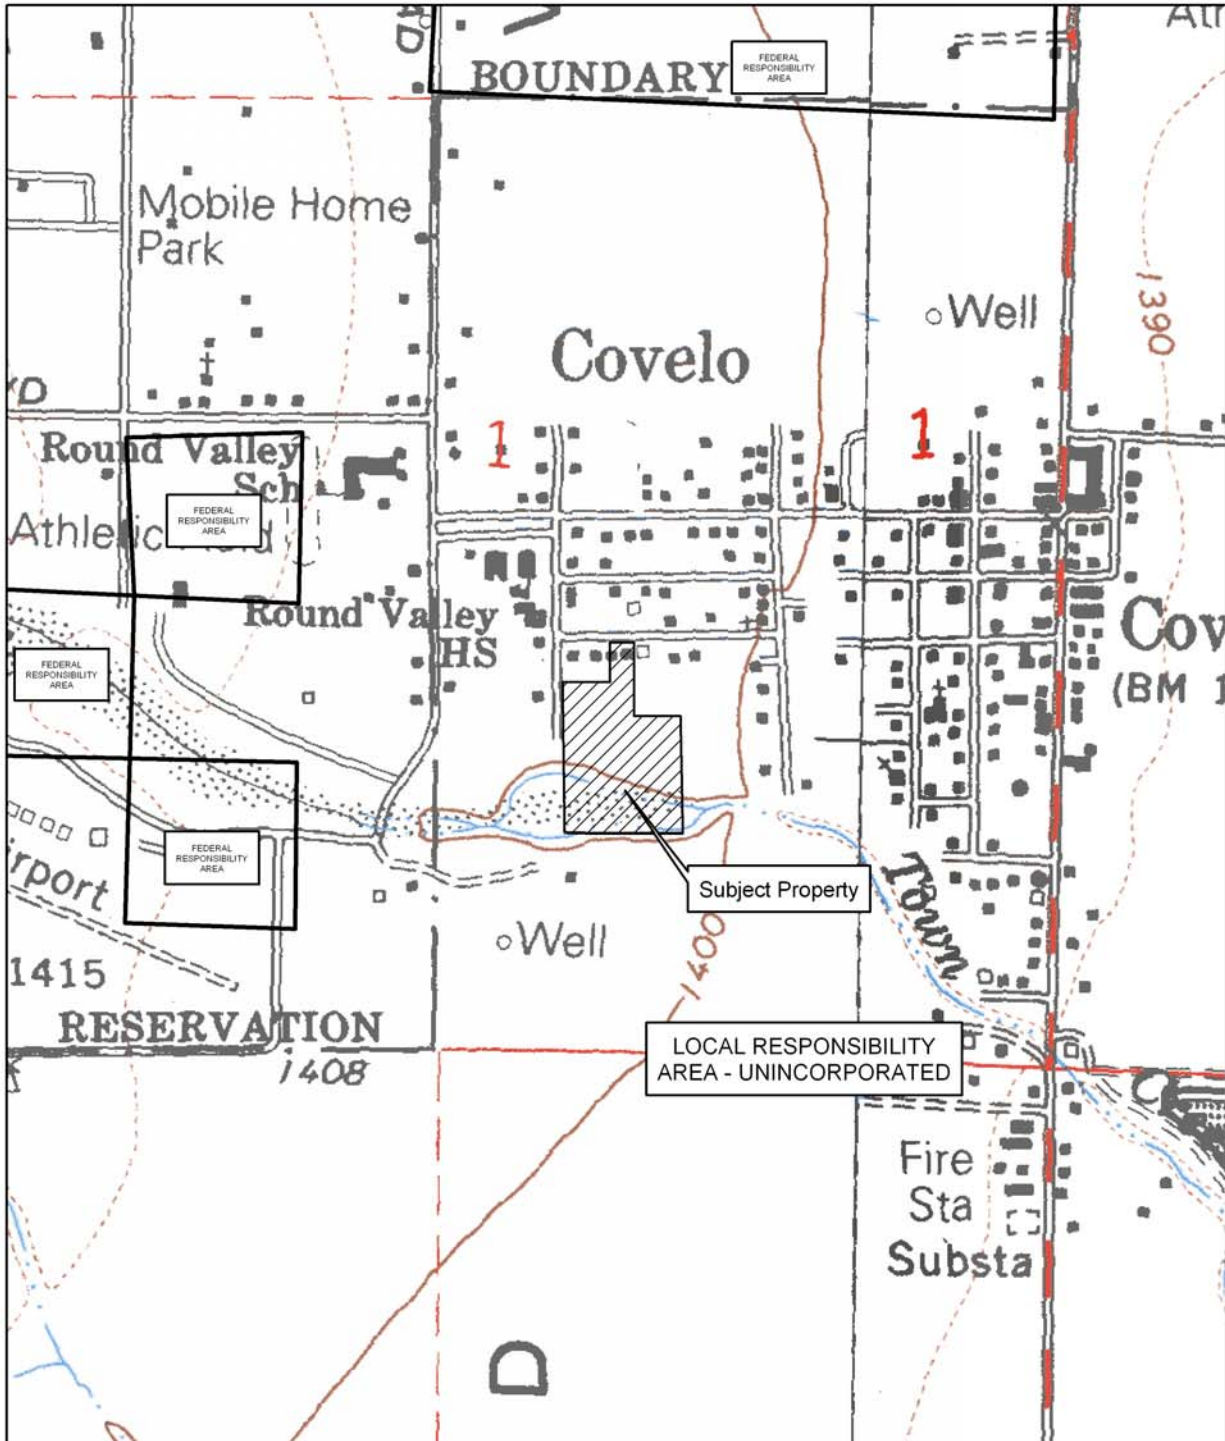 BOUNDARY
FEDERAL
RESPONSIBILITY
AREA
Mobile Home
Park
Well
1390
Covelo
1
1
Round Valley
Sch
FEDERAL
RESPONSIBILITY
AREA
Athletic Field
Round Valley
HS
FEDERAL
RESPONSIBILITY
AREA
Cov
(BM 1
FEDERAL
RESPONSIBILITY
AREA
rport
Subject Property
Town
Well
1400
1415
RESERVATION
1408
LOCAL RESPONSIBILITY
AREA - UNINCORPORATED
Fire
Sta
Substa
D